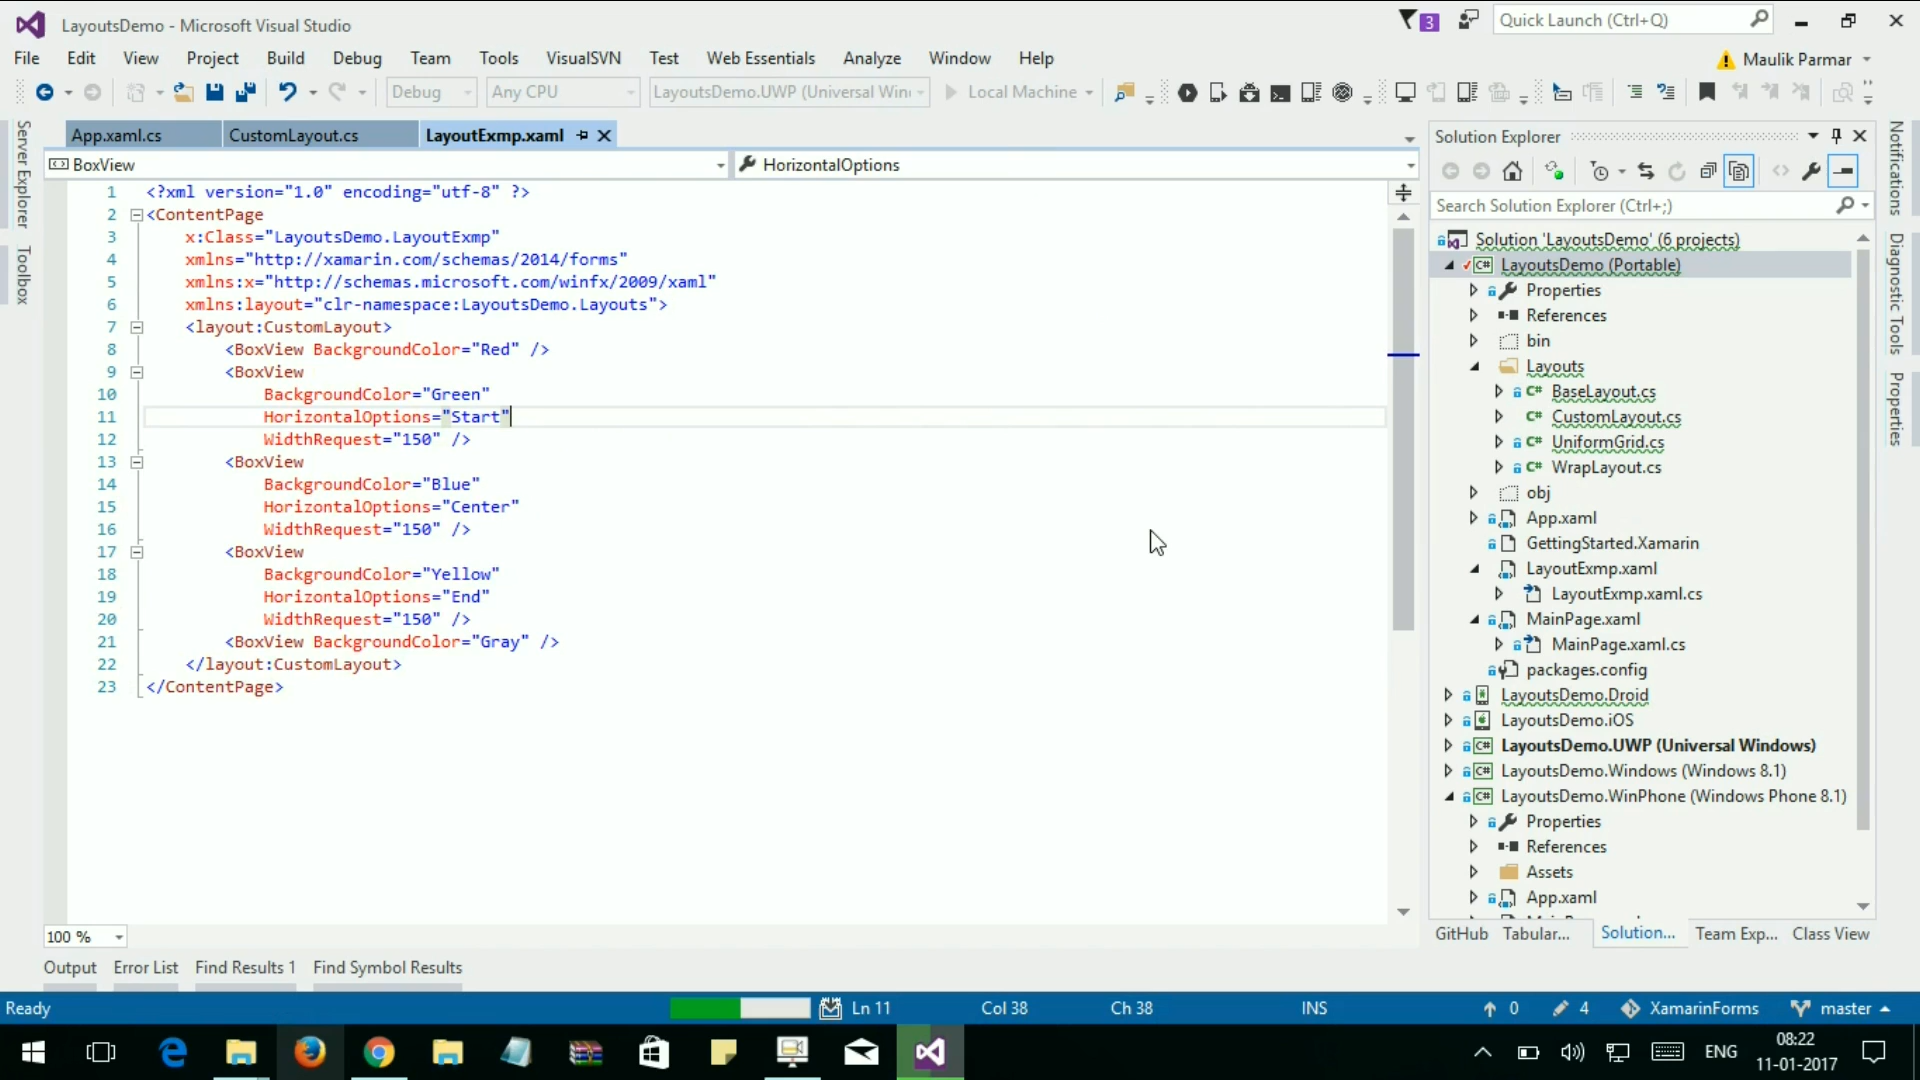 LayoutsDemo - Microsoft Visual Studio
3
Quick Launch (Ctrl+Q)
File Edit View Project Build Debug Team Tools VisualSVN Test Web Essentials Analyze Window Help
Maulik Parmar
Debug Any CPU LayoutsDemo.UWP (Universal Win Local Machine
Server Explorer
Toolbox
App.xaml.cs CustomLayout.cs LayoutExmp.xaml
BoxView HorizontalOptions
1 <?xml version="1.0" encoding="utf-8" ?>
2 <ContentPage
3 x:Class="LayoutsDemo.LayoutExmp"
4 xmlns="http://xamarin.com/schemas/2014/forms"
5 xmlns:x="http://schemas.microsoft.com/winfx/2009/xaml"
6 xmlns:layout="clr-namespace:LayoutsDemo.Layouts">
7 <layout:CustomLayout>
8 <BoxView BackgroundColor="Red" />
9 <BoxView
10 BackgroundColor="Green"
11 HorizontalOptions="Start"
12 WidthRequest="150" />
13 <BoxView
14 BackgroundColor="Blue"
15 HorizontalOptions="Center"
16 WidthRequest="150" />
17 <BoxView
18 BackgroundColor="Yellow"
19 HorizontalOptions="End"
20 WidthRequest="150" />
21 <BoxView BackgroundColor="Gray" />
22 </layout:CustomLayout>
23 </ContentPage>
100 %
Solution Explorer
Search Solution Explorer (Ctrl+;)
Solution 'LayoutsDemo' (6 projects)
C# LayoutsDemo (Portable)
Properties
References
bin
Layouts
C# BaseLayout.cs
C# CustomLayout.cs
C# UniformGrid.cs
C# WrapLayout.cs
obj
App.xaml
GettingStarted.Xamarin
LayoutExmp.xaml
LayoutExmp.xaml.cs
MainPage.xaml
MainPage.xaml.cs
packages.config
LayoutsDemo.Droid
LayoutsDemo.iOS
C# LayoutsDemo.UWP (Universal Windows)
C# LayoutsDemo.Windows (Windows 8.1)
C# LayoutsDemo.WinPhone (Windows Phone 8.1)
Properties
References
Assets
App.xaml
GitHub Tabular... Solution... Team Exp... Class View
Notifications
Diagnostic Tools
Properties
Output Error List Find Results 1 Find Symbol Results
Ready Ln 11 Col 38 Ch 38 INS 0 4 XamarinForms master
ENG
08:22
11-01-2017